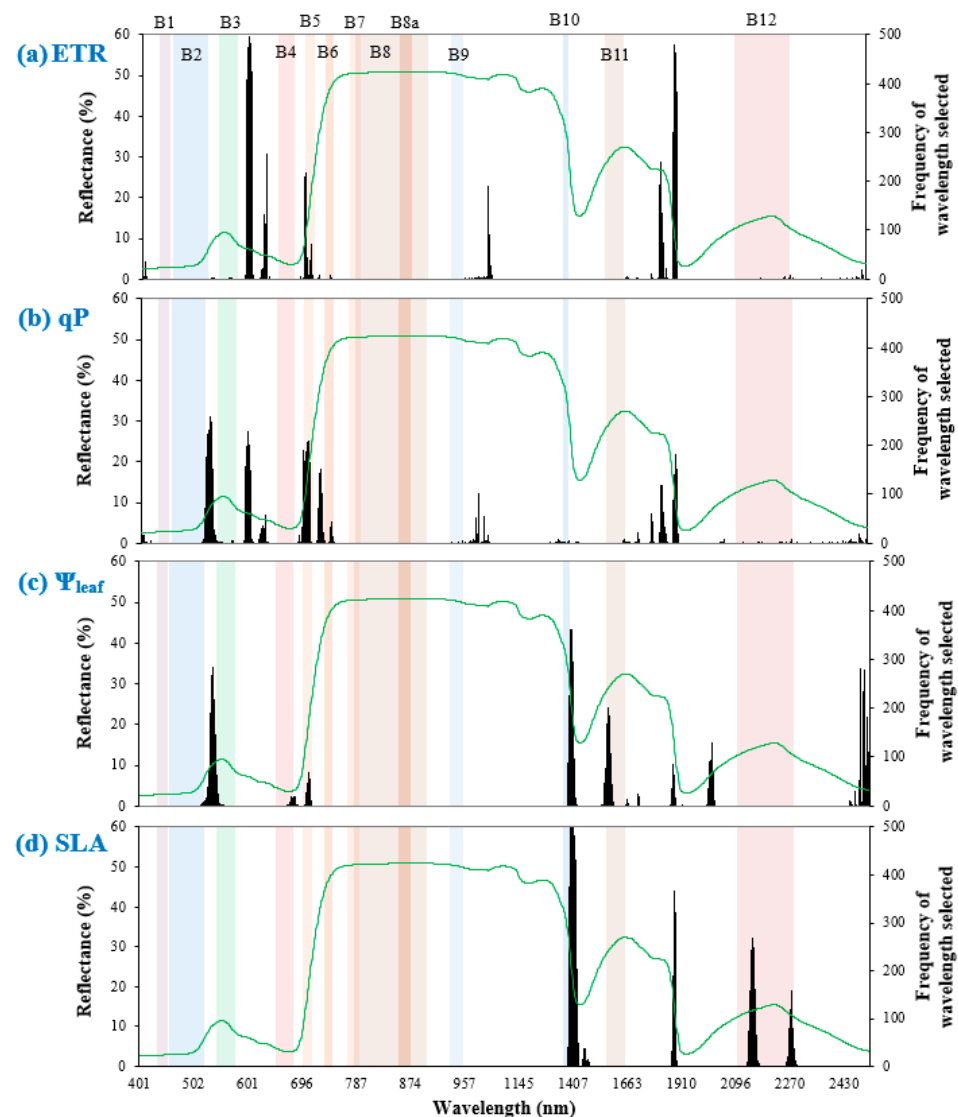 B1 B3 B5 B7 B8a B10 B12
B2 B4 B6 B8 B9 B11
(a) ETR
60
50
40
30
20
10
0
Reflectance (%)
500
400
300
200
100
0
Frequency of
wavelength selected
(b) qP
60
50
40
30
20
10
0
Reflectance (%)
500
400
300
200
100
0
Frequency of
wavelength selected
(c) Ψleaf
60
50
40
30
20
10
0
Reflectance (%)
500
400
300
200
100
0
Frequency of
wavelength selected
(d) SLA
60
50
40
30
20
10
0
Reflectance (%)
500
400
300
200
100
0
Frequency of
wavelength selected
401 502 601 696 787 874 957 1145 1407 1663 1910 2096 2270 2430
Wavelength (nm)